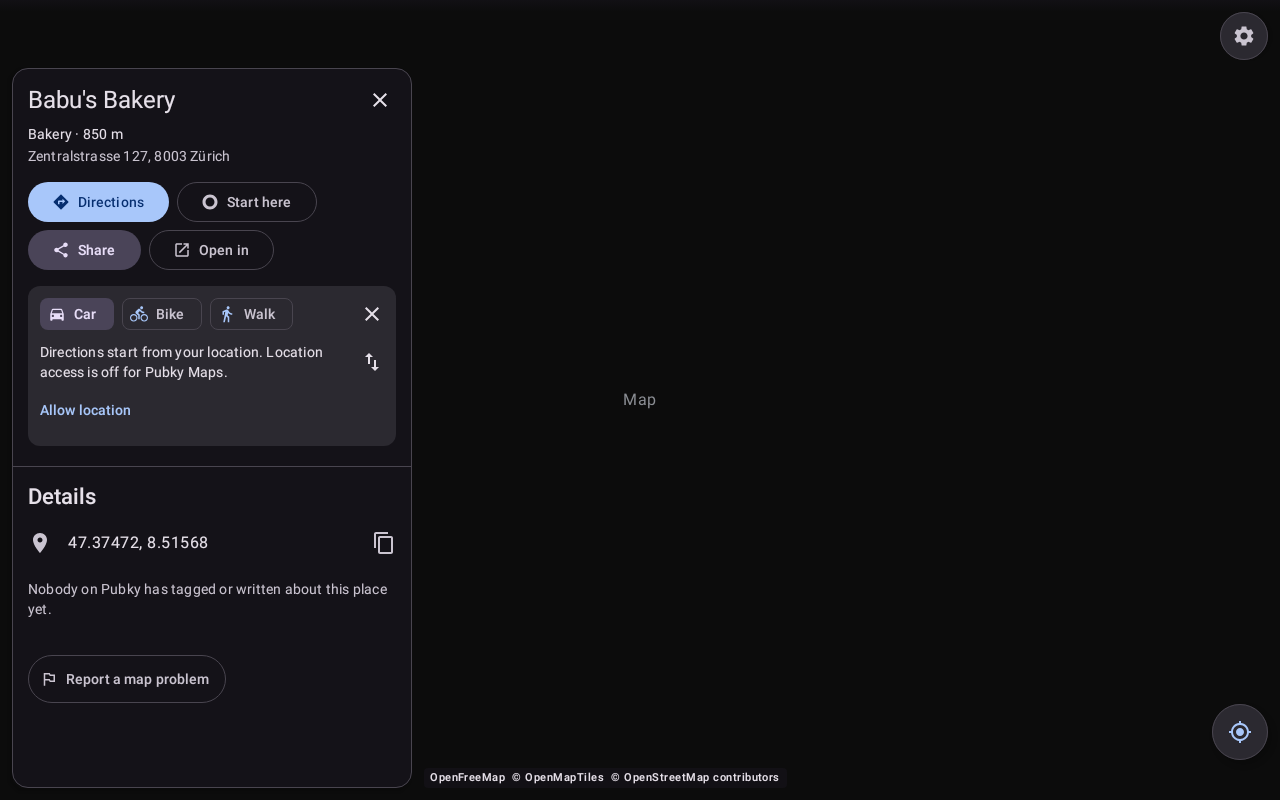 Babu's Bakery
Bakery · 850 m
Zentralstrasse 127, 8003 Zürich
Directions
Start here
Share
Open in
Car
Bike
Walk
Directions start from your location. Location
access is off for Pubky Maps.
Allow location
Details
47.37472, 8.51568
Nobody on Pubky has tagged or written about this place
yet.
Report a map problem
Map
OpenFreeMap © OpenMapTiles © OpenStreetMap contributors